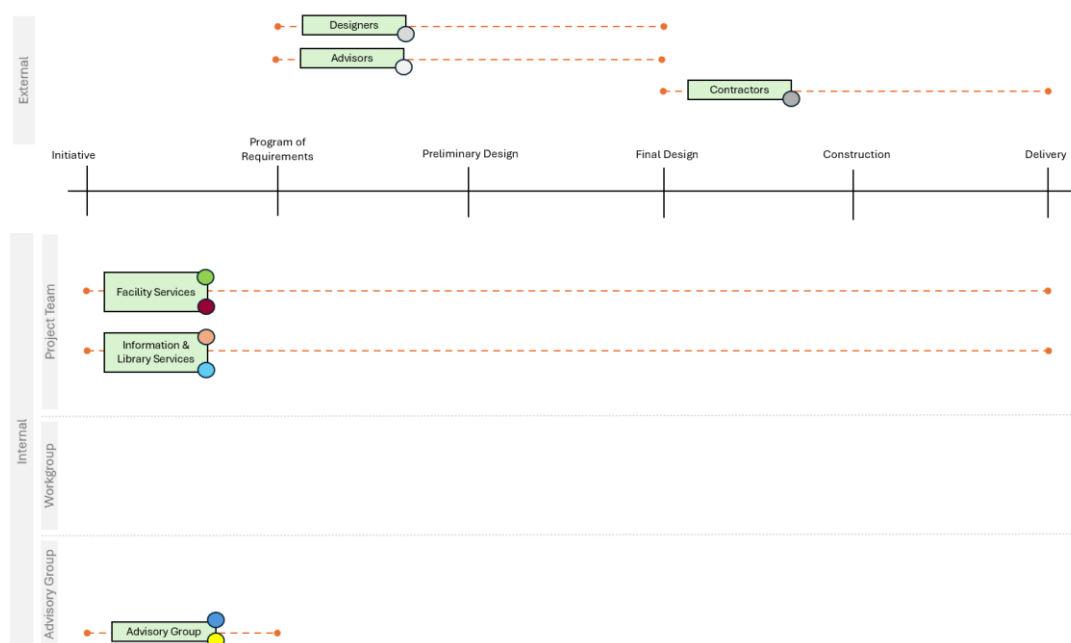 Designers
Advisors
Contractors
External
Initiative
Program of
Requirements
Preliminary Design
Final Design
Construction
Delivery
Internal
Project Team
Facility Services
Information &
Library Services
Workgroup
Advisory Group
Advisory Group